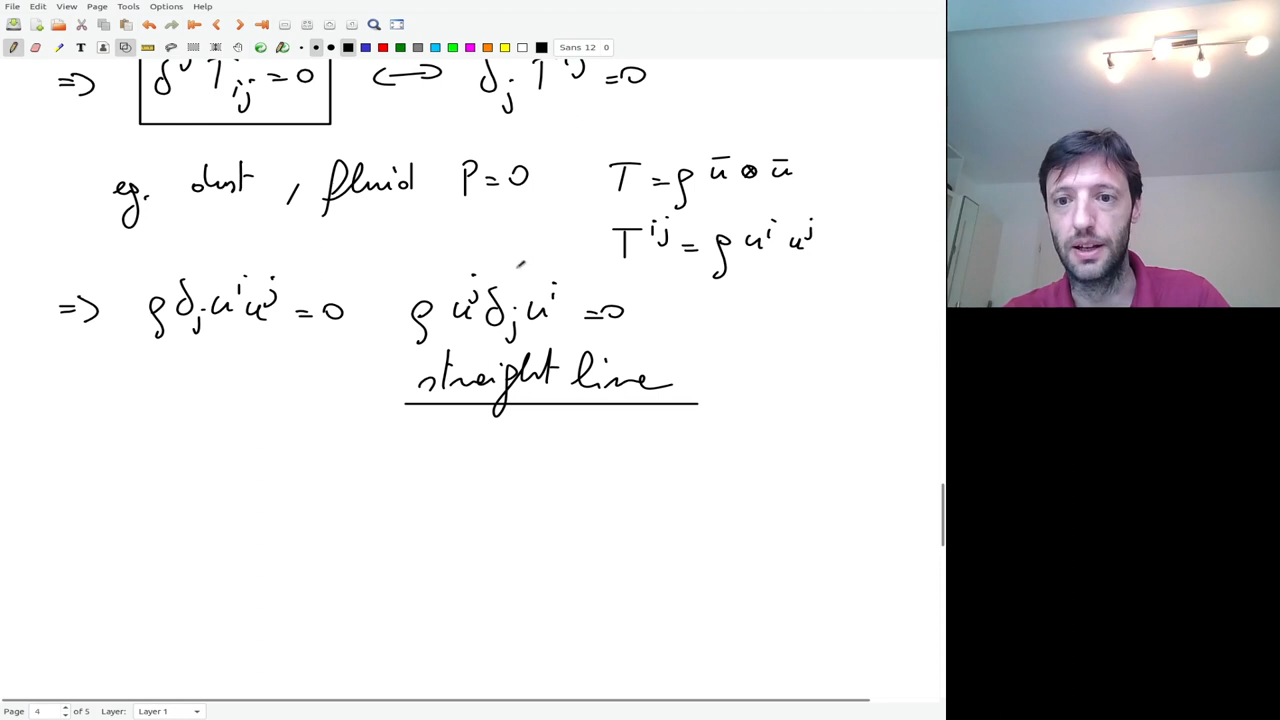 File Edit View Page Tools Options Help
Sans 12 0
=> ∂^j T_ij = 0 <-> ∂_j T^ij = 0
eg. dust, fluid P = 0 T = ρ ū ⊗ ū
T^ij = ρ u^i u^j
=> ρ ∂_j u^i u^j = 0 ρ u^j ∂_j u^i = 0
straight line
Page 4 of 5 Layer: Layer 1